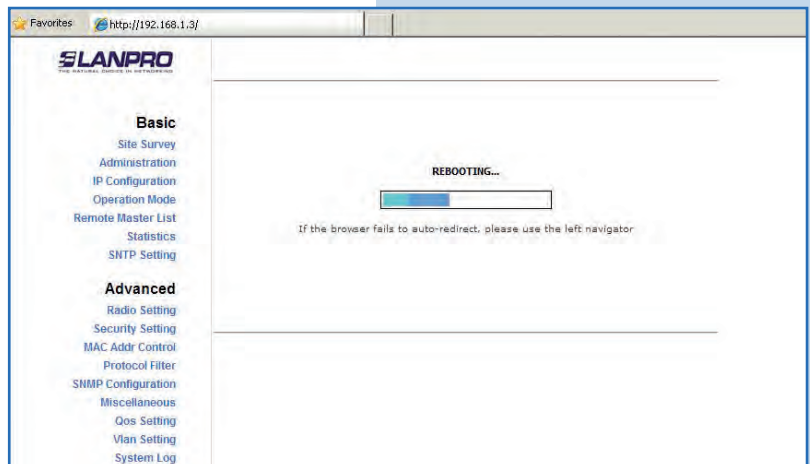 Favorites http://192.168.1.3/
SLANPRO
THE NATURAL CHOICE IN NETWORKING
Basic
Site Survey
Administration
IP Configuration
Operation Mode
Remote Master List
Statistics
SNTP Setting
Advanced
Radio Setting
Security Setting
MAC Addr Control
Protocol Filter
SNMP Configuration
Miscellaneous
Qos Setting
Vlan Setting
System Log
REBOOTING...
If the browser fails to auto-redirect, please use the left navigator